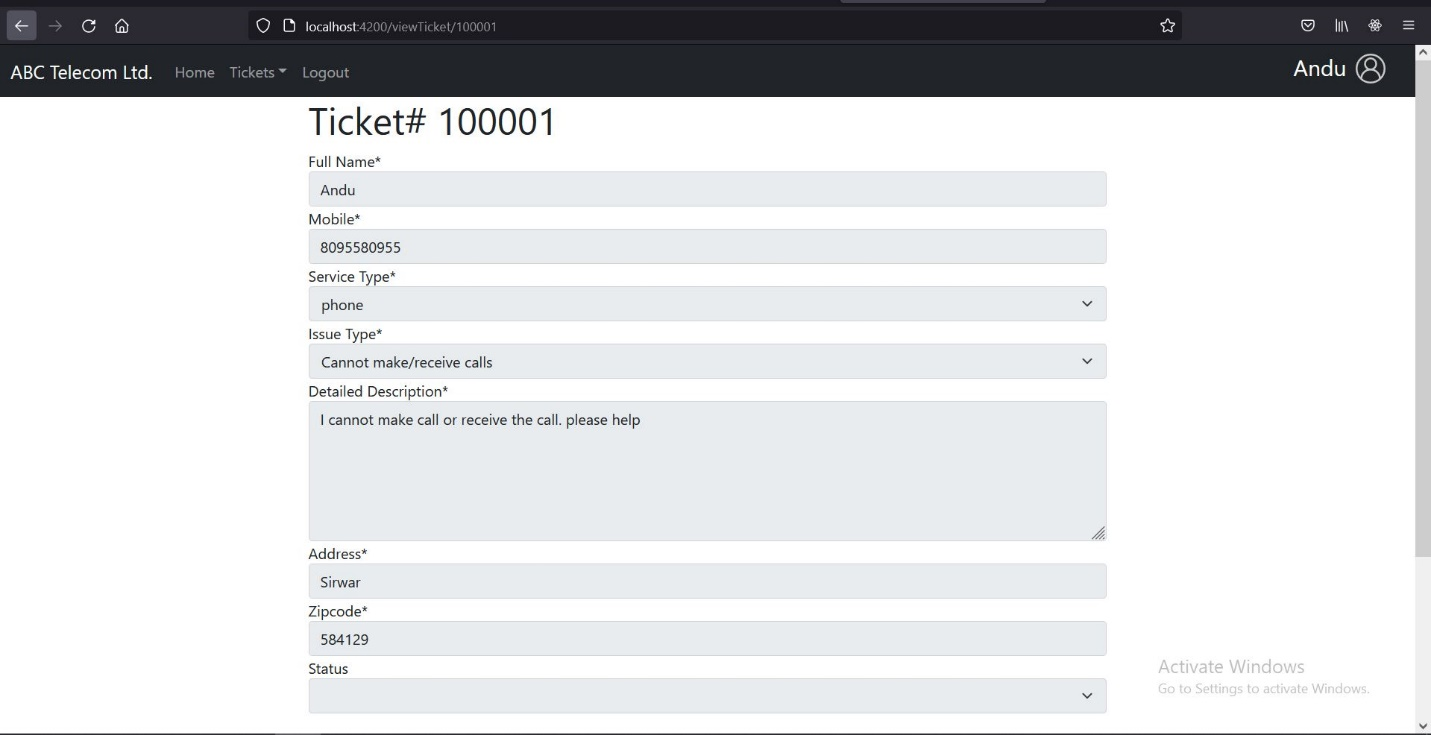 localhost:4200/viewTicket/100001
ABC Telecom Ltd. Home Tickets Logout Andu
Ticket# 100001
Full Name*
Andu
Mobile*
8095580955
Service Type*
phone
Issue Type*
Cannot make/receive calls
Detailed Description*
I cannot make call or receive the call. please help
Address*
Sirwar
Zipcode*
584129
Status
Activate Windows
Go to Settings to activate Windows.